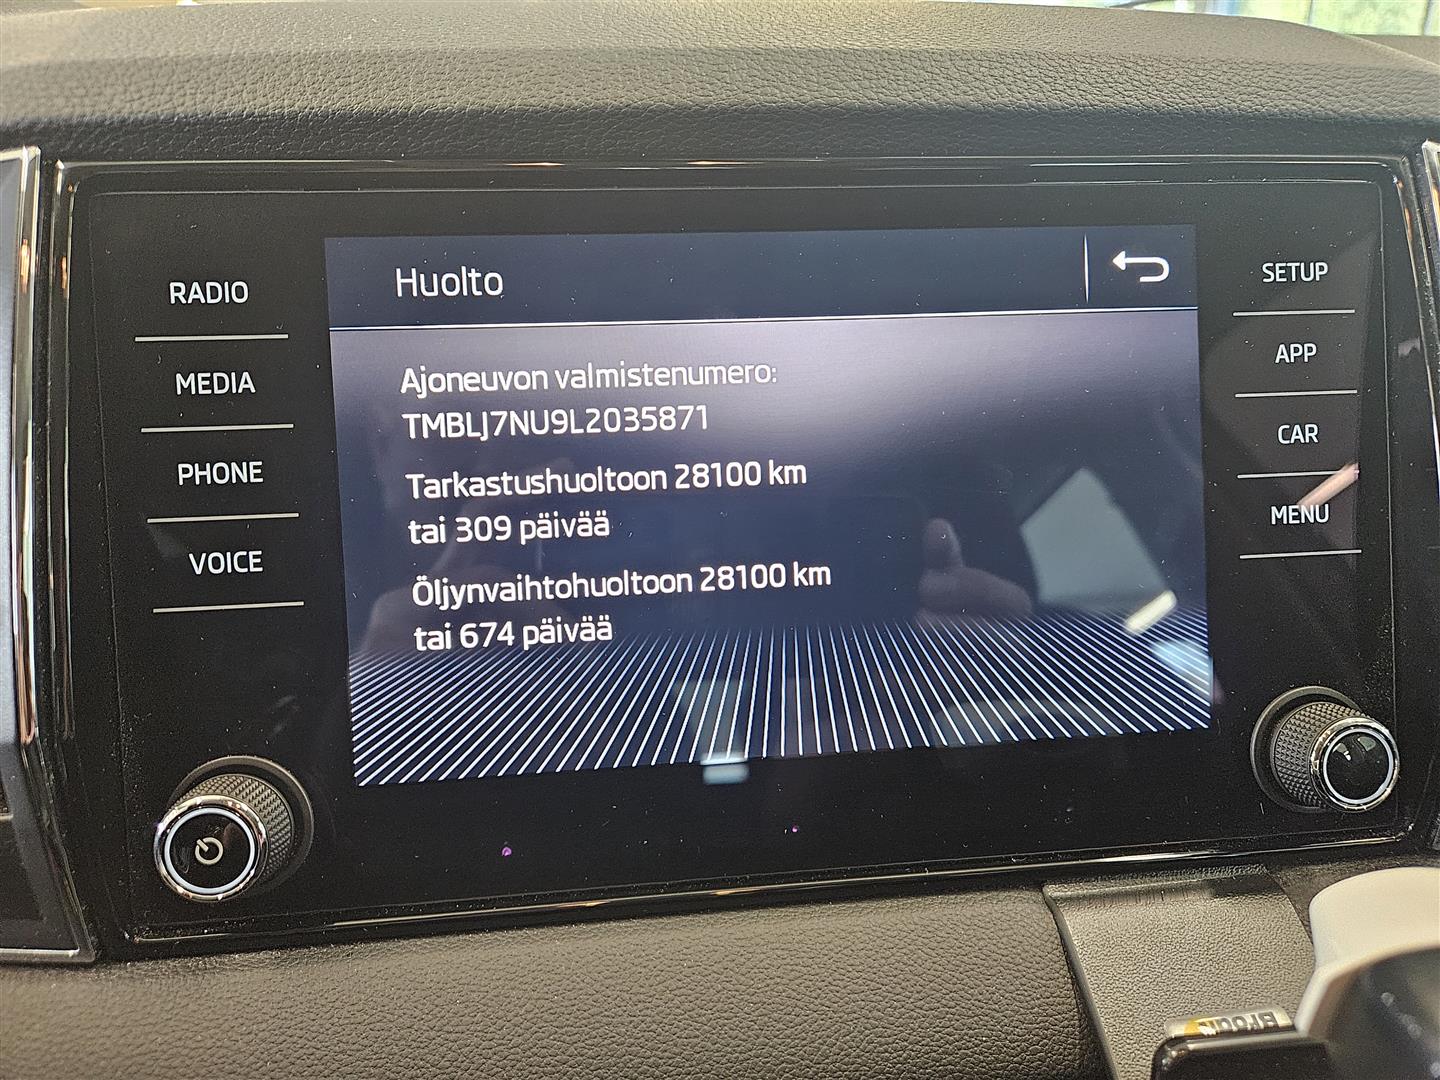 RADIO
MEDIA
PHONE
VOICE
Huolto
Ajoneuvon valmistenumero:
TMBLJ7NU9L2035871
Tarkastushuoltoon 28100 km
tai 309 päivää
Öljynvaihtohuoltoon 28100 km
tai 674 päivää
SETUP
APP
CAR
MENU
Brodit